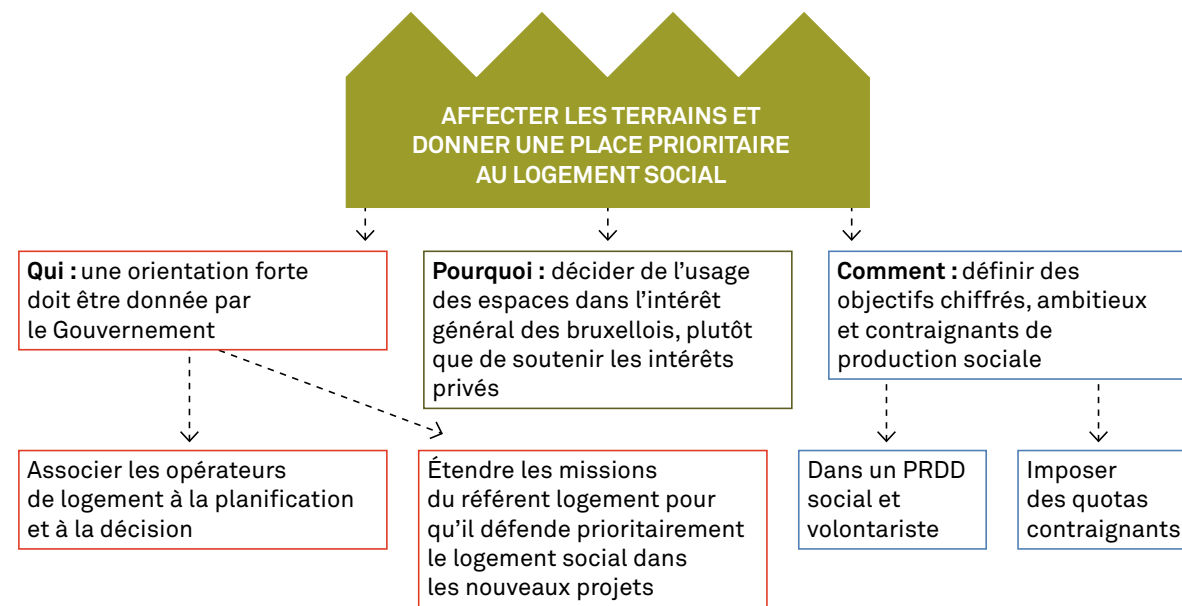 AFFECTER LES TERRAINS ET
DONNER UNE PLACE PRIORITAIRE
AU LOGEMENT SOCIAL
Qui : une orientation forte
doit être donnée par
le Gouvernement
Pourquoi : décider de l’usage
des espaces dans l’intérêt
général des bruxellois, plutôt
que de soutenir les intérêts
privés
Comment : définir des
objectifs chiffrés, ambitieux
et contraignants de
production sociale
Associer les opérateurs
de logement à la planification
et à la décision
Étendre les missions
du référent logement pour
qu’il défende prioritairement
le logement social dans
les nouveaux projets
Dans un PRDD
social et
volontariste
Imposer
des quotas
contraignants